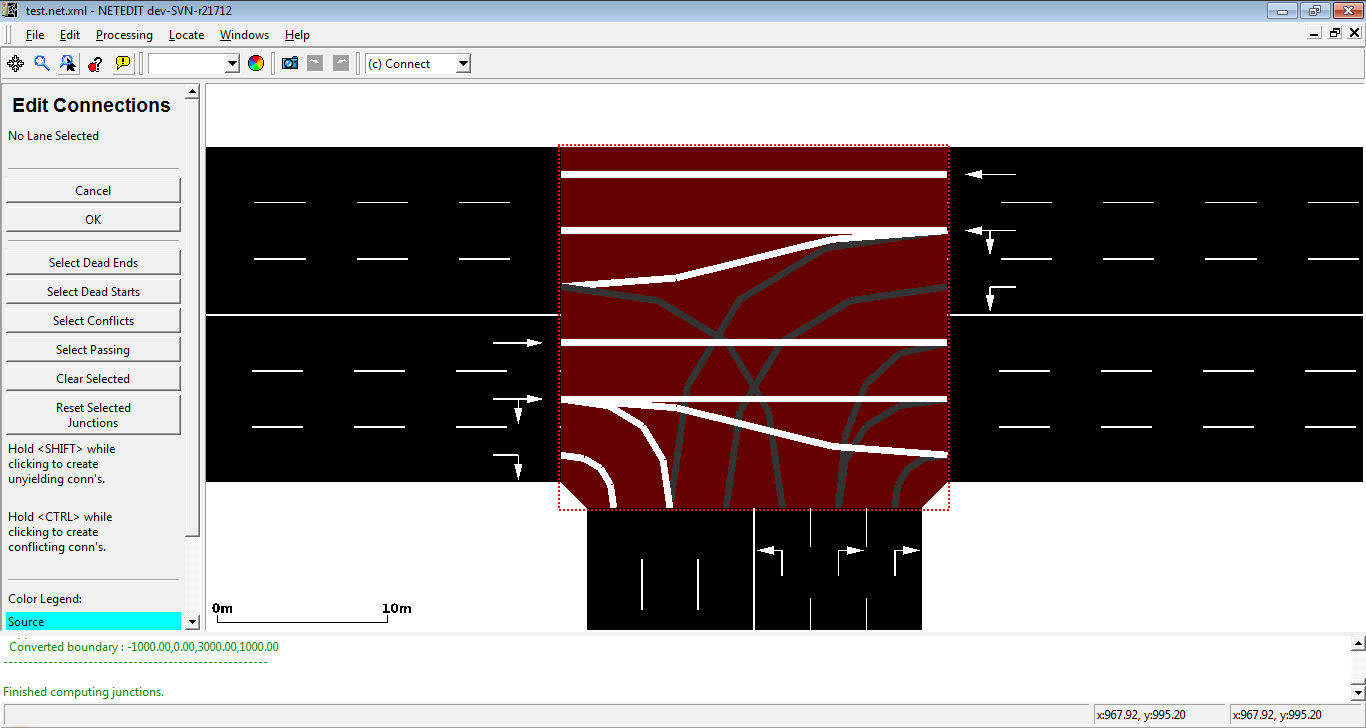 test.net.xml - NETEDIT dev-SVN-r21712
File Edit Processing Locate Windows Help
(c) Connect
Edit Connections
No Lane Selected
Cancel
OK
Select Dead Ends
Select Dead Starts
Select Conflicts
Select Passing
Clear Selected
Reset Selected
Junctions
Hold <SHIFT> while
clicking to create
unyielding conn's.
Hold <CTRL> while
clicking to create
conflicting conn's.
Color Legend:
Source
0m 10m
Converted boundary : -1000.00,0.00,3000.00,1000.00
-----------------------------------------------------
Finished computing junctions.
x:967.92, y:995.20 x:967.92, y:995.20